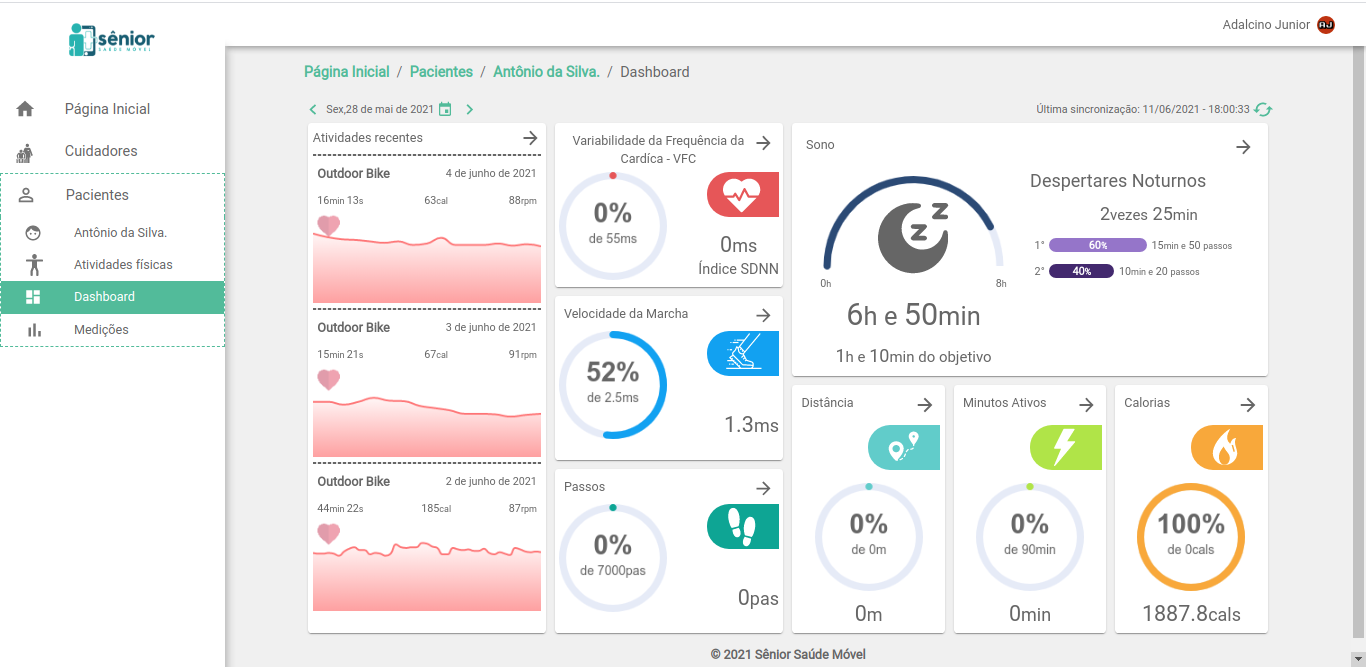 Adalcino Junior
AJ
sênior
SAÚDE MÓVEL
Página Inicial
Cuidadores
Pacientes
Antônio da Silva.
Atividades físicas
Dashboard
Medições
Página Inicial / Pacientes / Antônio da Silva. / Dashboard
Sex,28 de mai de 2021
Última sincronização: 11/06/2021 - 18:00:33
Atividades recentes
Outdoor Bike 4 de junho de 2021
16min 13s 63cal 88rpm
Outdoor Bike 3 de junho de 2021
15min 21s 67cal 91rpm
Outdoor Bike 2 de junho de 2021
44min 22s 185cal 87rpm
Variabilidade da Frequência da
Cardíca - VFC
0%
de 55ms
0ms
Índice SDNN
Velocidade da Marcha
52%
de 2.5ms
1.3ms
Passos
0%
de 7000pas
0pas
Sono
z z
0h 8h
6h e 50min
1h e 10min do objetivo
Despertares Noturnos
2vezes 25min
1° 60% 15min e 50 passos
2° 40% 10min e 20 passos
Distância
0%
de 0m
0m
Minutos Ativos
0%
de 90min
0min
Calorias
100%
de 0cals
1887.8cals
© 2021 Sênior Saúde Móvel